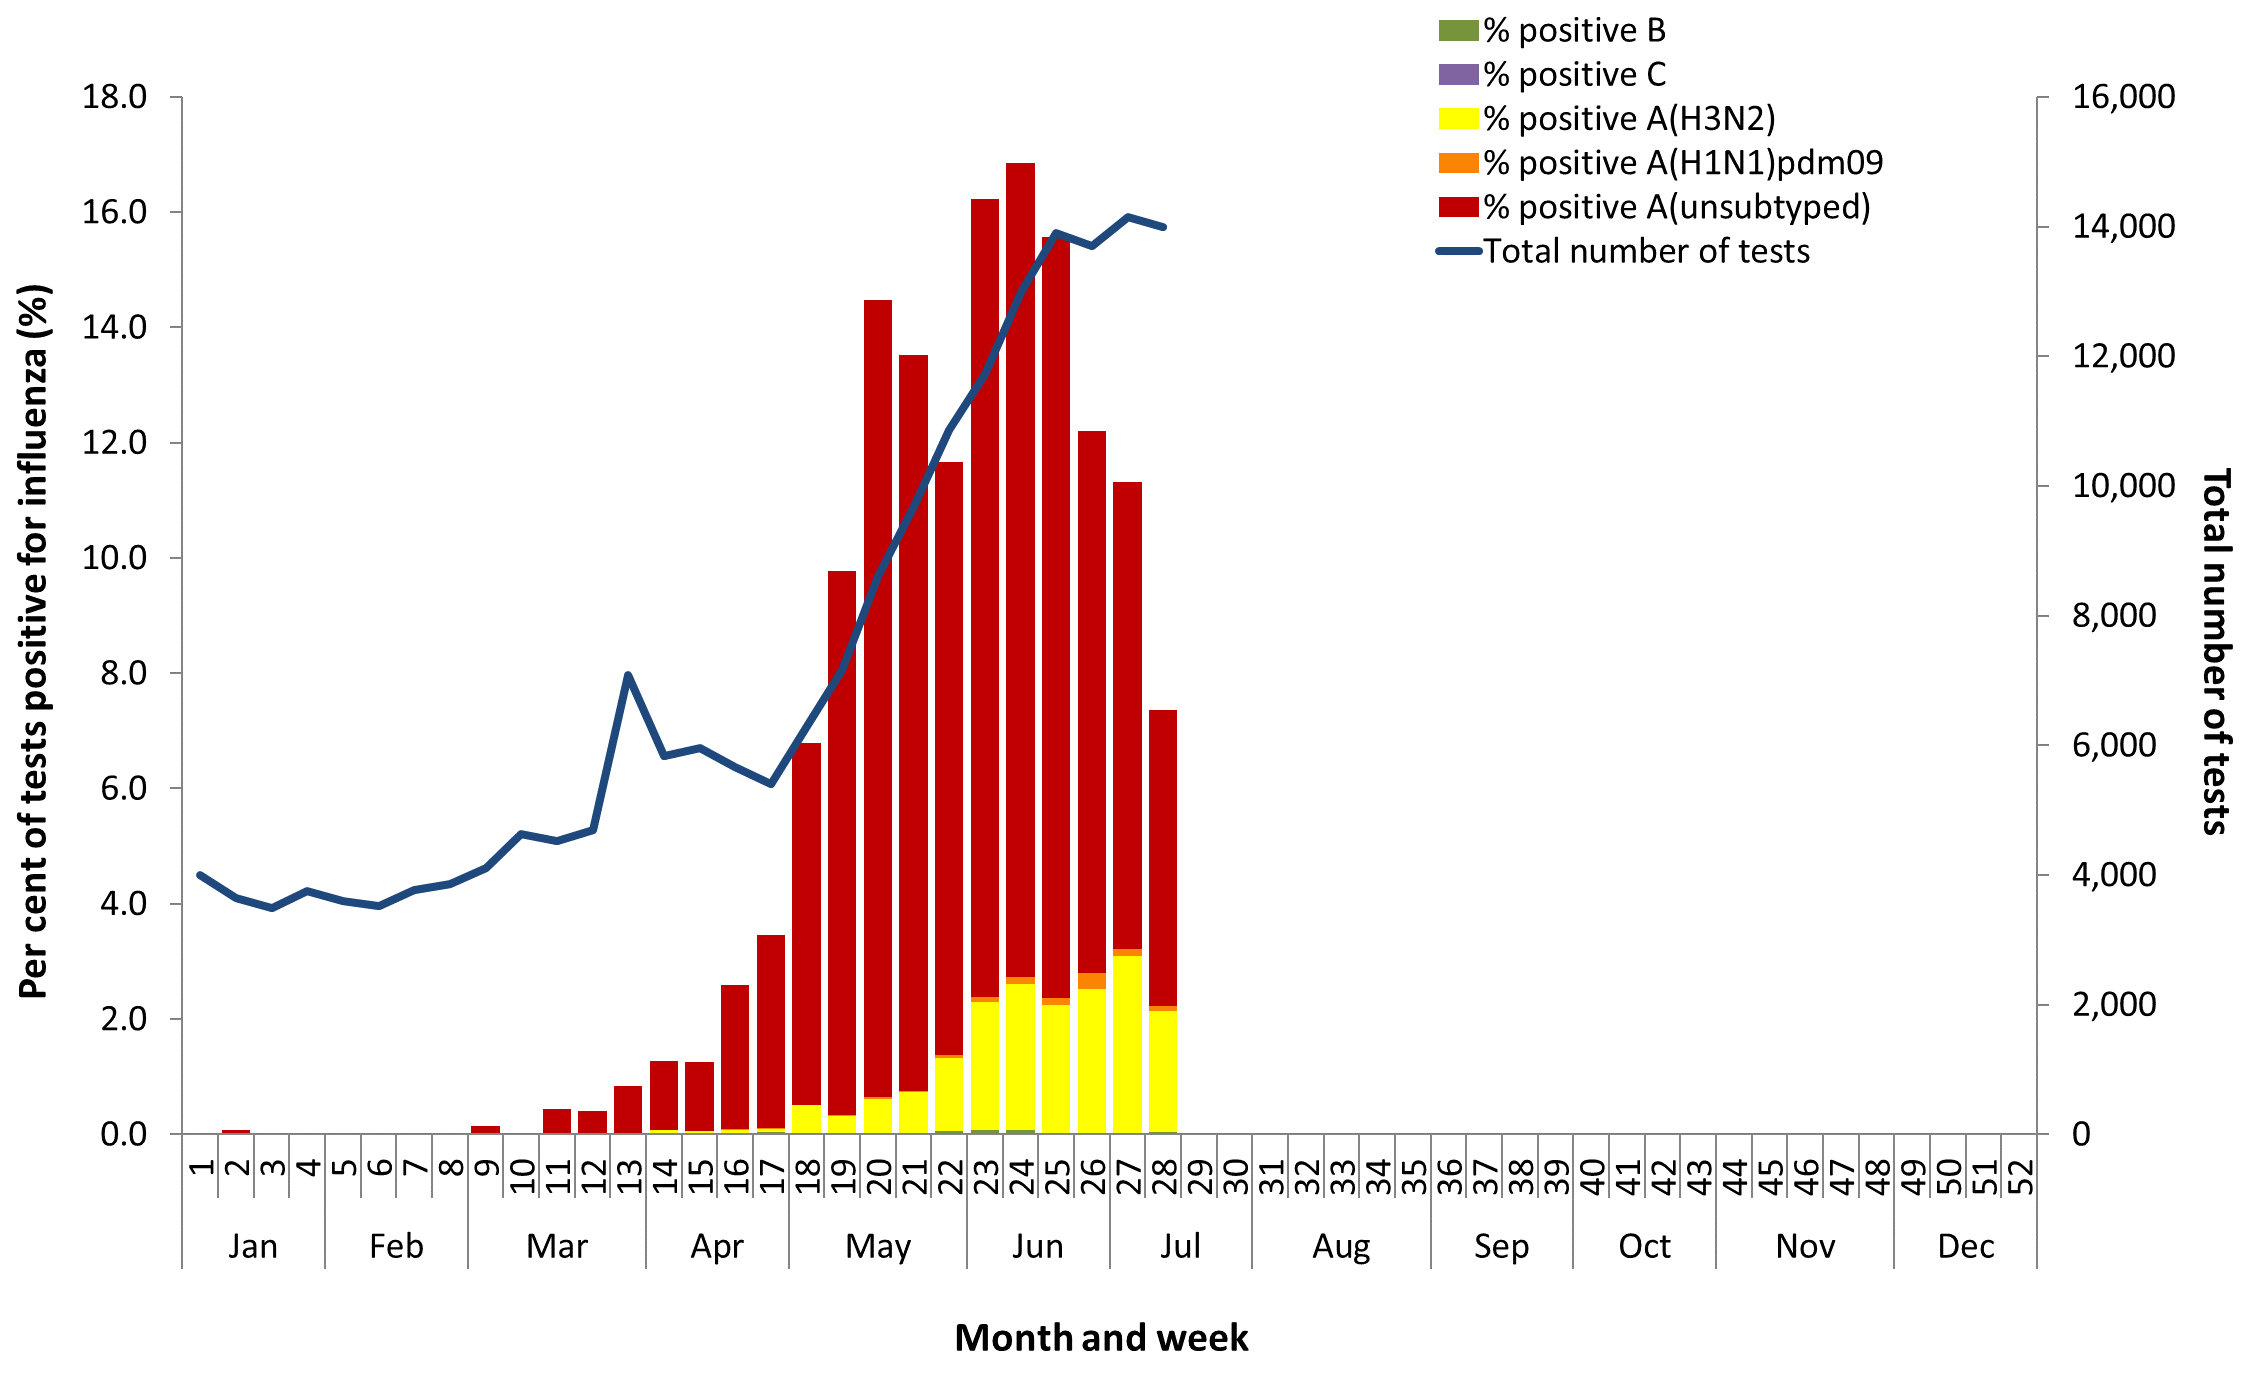 % positive B
% positive C
% positive A(H3N2)
% positive A(H1N1)pdm09
% positive A(unsubtyped)
Total number of tests
Per cent of tests positive for influenza (%)
18.0
16.0
14.0
12.0
10.0
8.0
6.0
4.0
2.0
0.0
16,000
14,000
12,000
10,000
8,000
6,000
4,000
2,000
0
Total number of tests
1 2 3 4 5 6 7 8 9 10 11 12 13 14 15 16 17 18 19 20 21 22 23 24 25 26 27 28 29 30 31 32 33 34 35 36 37 38 39 40 41 42 43 44 45 46 47 48 49 50 51 52
Jan Feb Mar Apr May Jun Jul Aug Sep Oct Nov Dec
Month and week